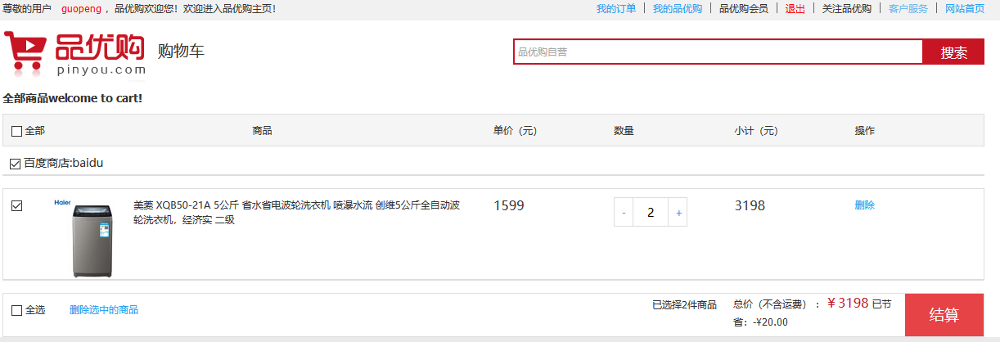 尊敬的用户 guopeng ，品优购欢迎您！欢迎进入品优购主页！ 我的订单 | 我的品优购 | 品优购会员 | 退出 | 关注品优购 | 客户服务 | 网站首页
品优购 购物车 品优购自营 搜索
pinyou.com
全部商品welcome to cart!
全部 商品 单价（元） 数量 小计（元） 操作
百度商店:baidu
Haier 美菱 XQB50-21A 5公斤 省水省电波轮洗衣机 喷瀑水流 创维5公斤全自动波 1599 - 2 + 3198 删除
轮洗衣机，经济实 二级
全选 删除选中的商品 已选择2件商品 总价（不含运费）：￥3198 已节 结算
省：-¥20.00